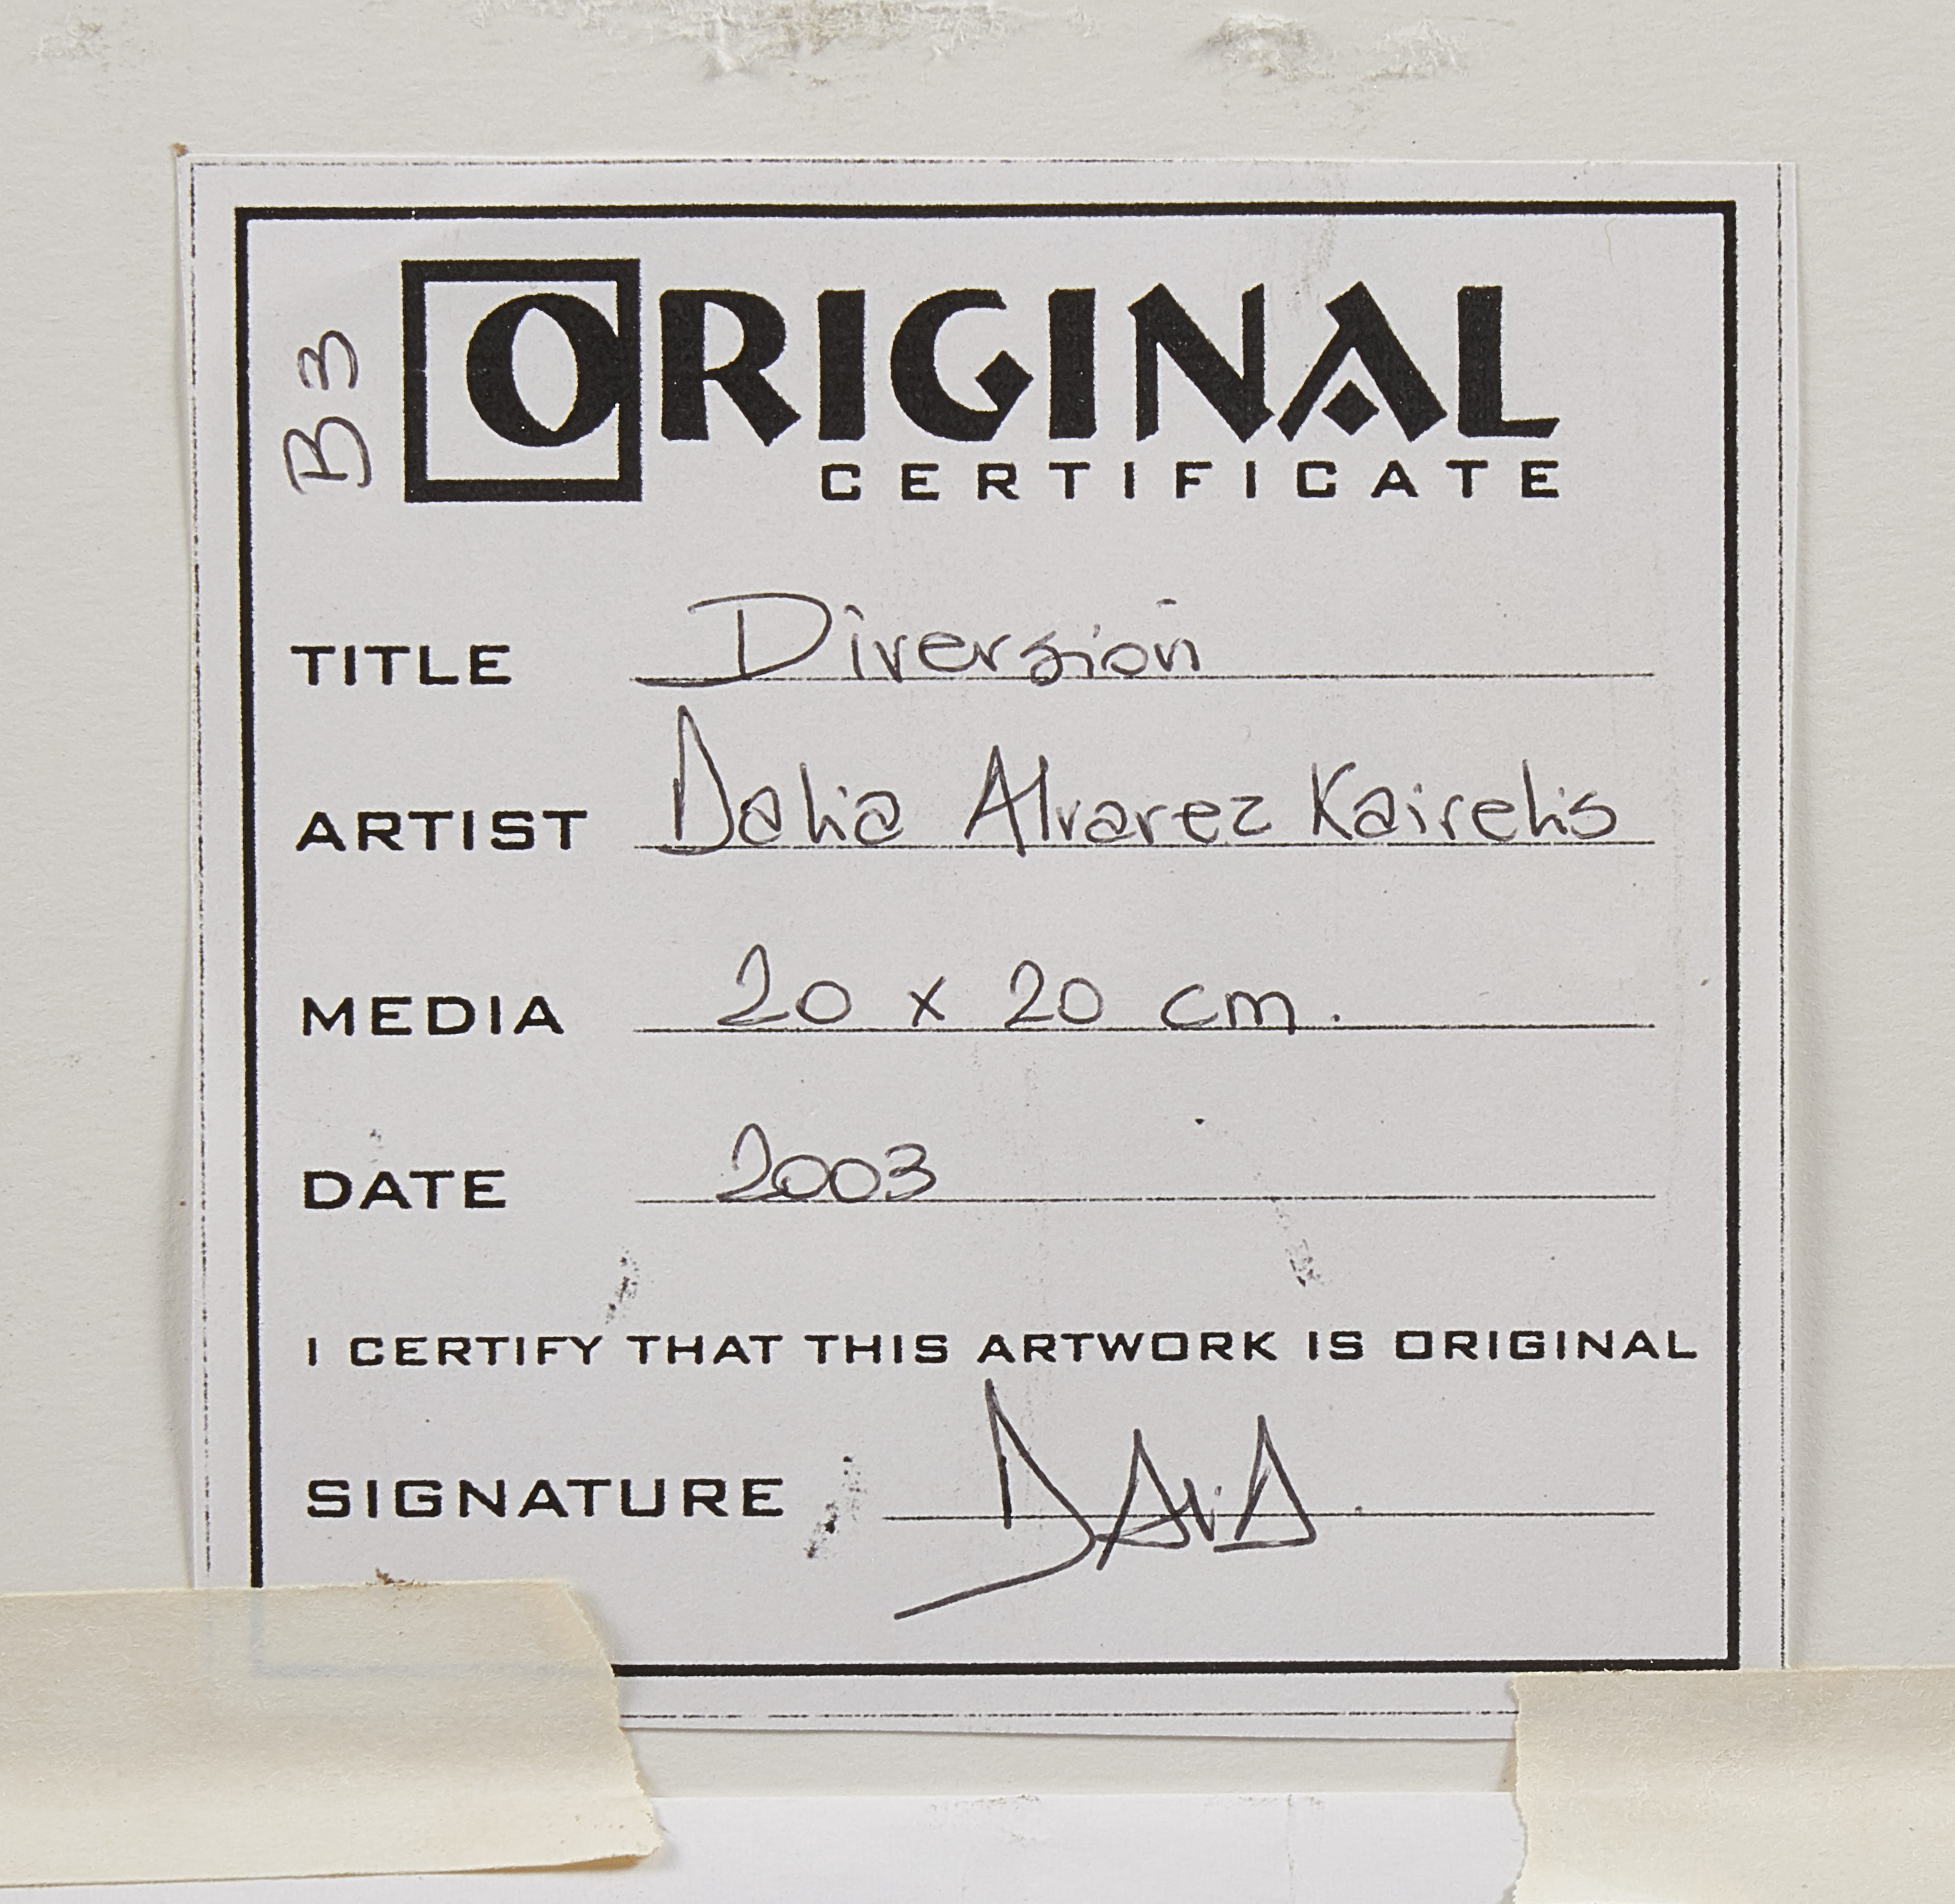 B3
ORIGINAL
CERTIFICATE
TITLE Diversión
ARTIST Dalia Alvarez Kairelis
MEDIA 20 x 20 cm.
DATE 2003
I CERTIFY THAT THIS ARTWORK IS ORIGINAL
SIGNATURE